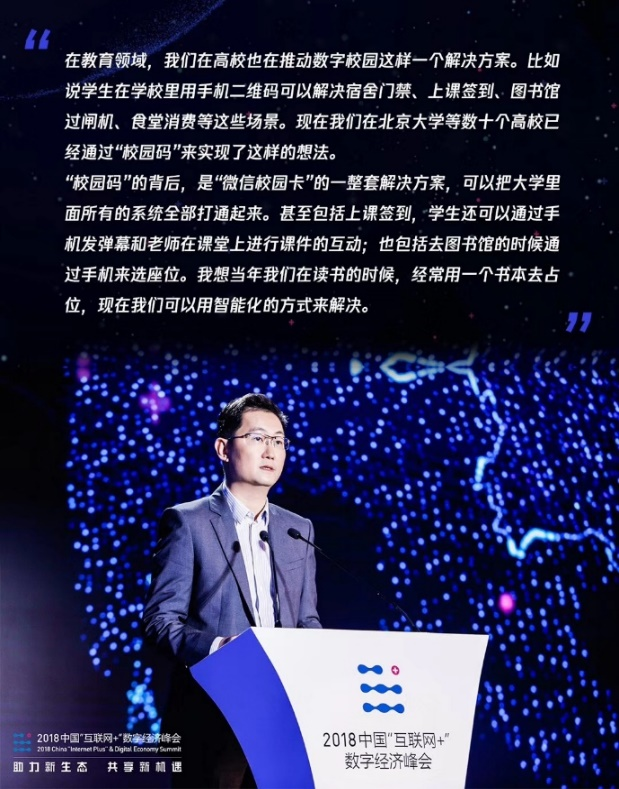 “
在教育领域，我们在高校也在推动数字校园这样一个解决方案。比如
说学生在学校里用手机二维码可以解决宿舍门禁、上课签到、图书馆
过闸机、食堂消费等这些场景。现在我们在北京大学等数十个高校已
经通过“校园码”来实现了这样的想法。
“校园码”的背后，是“微信校园卡”的一整套解决方案，可以把大学里
面所有的系统全部打通起来。甚至包括上课签到，学生还可以通过手
机发弹幕和老师在课堂上进行课件的互动；也包括去图书馆的时候通
过手机来选座位。我想当年我们在读书的时候，经常用一个书本去占
位，现在我们可以用智能化的方式来解决。
”
2018中国“互联网+”
数字经济峰会
2018中国“互联网+”数字经济峰会
2018 China "Internet Plus" & Digital Economy Summit
助力新生态 共享新机遇